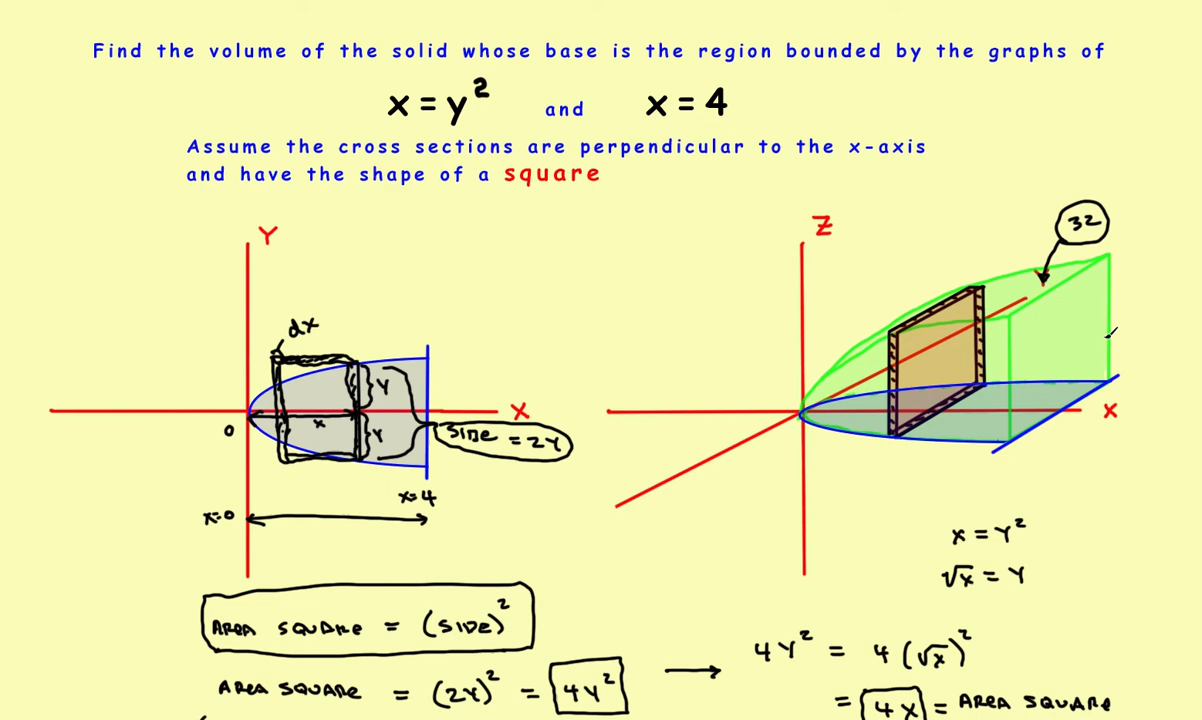 Find the volume of the solid whose base is the region bounded by the graphs of
x = y² and x = 4
Assume the cross sections are perpendicular to the x-axis
and have the shape of a square
Y
dx
Y
x
Y
X
0
SIDE = 2Y
x=4
x=0
Z
32
X
x = Y²
√x = Y
AREA SQUARE = (SIDE)²
AREA SQUARE = (2Y)² = 4Y²
4Y² = 4(√x)²
= 4X = AREA SQUARE